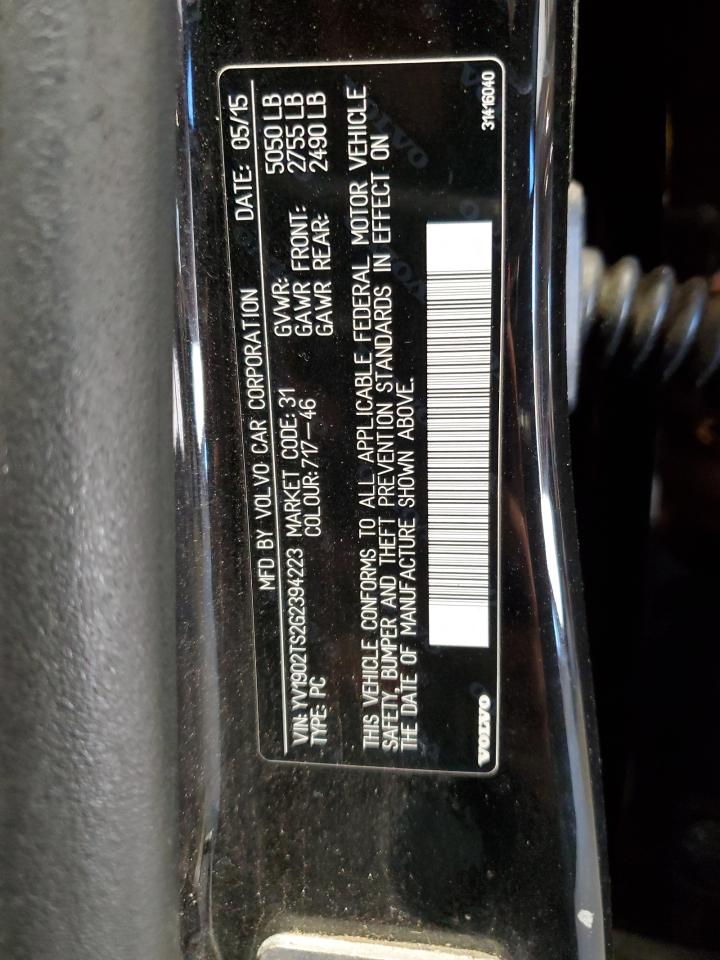 MFD BY VOLVO CAR CORPORATION DATE: 05/15
VIN: YV1902TS2G2394223 MARKET CODE: 31 GVWR: 5050 LB
TYPE: PC COLOUR: 717-46 GAWR FRONT: 2755 LB
GAWR REAR: 2490 LB
THIS VEHICLE CONFORMS TO ALL APPLICABLE FEDERAL MOTOR VEHICLE
SAFETY, BUMPER AND THEFT PREVENTION STANDARDS IN EFFECT ON
THE DATE OF MANUFACTURE SHOWN ABOVE.
VOLVO 31416040